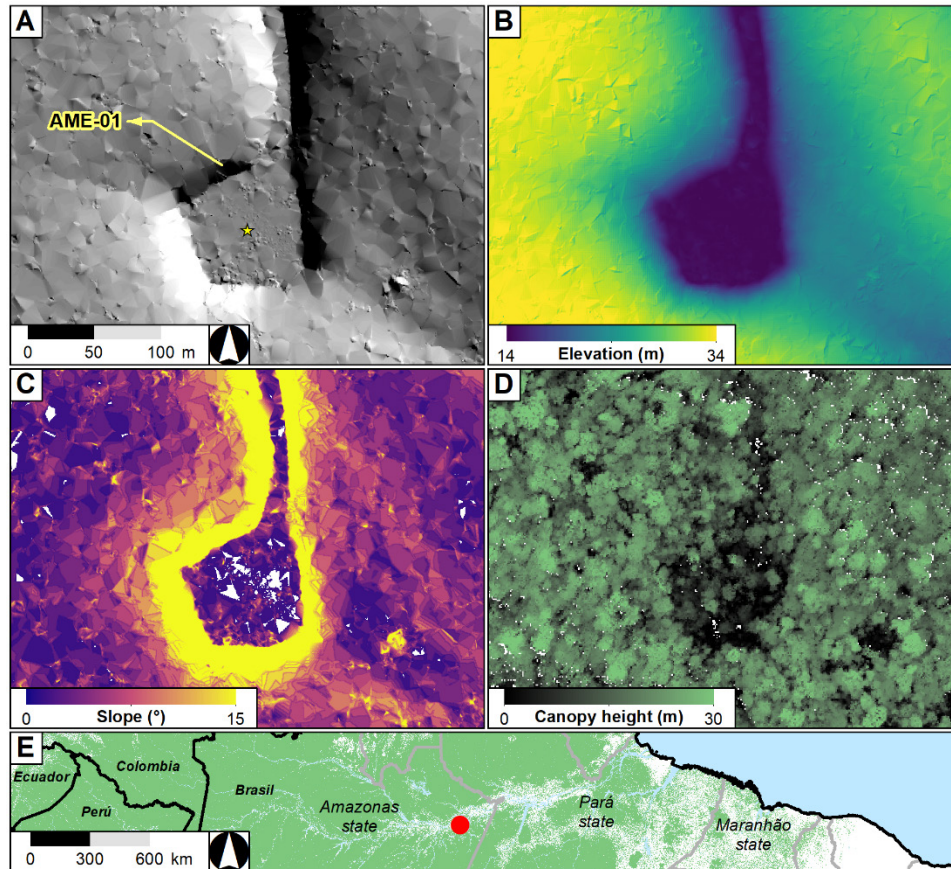 A
AME-01
0 50 100 m
B
14 Elevation (m) 34
C
0 Slope (°) 15
D
0 Canopy height (m) 30
E
Ecuador
Colombia
Perú
Brasil
Amazonas
state
Pará
state
Maranhão
state
0 300 600 km